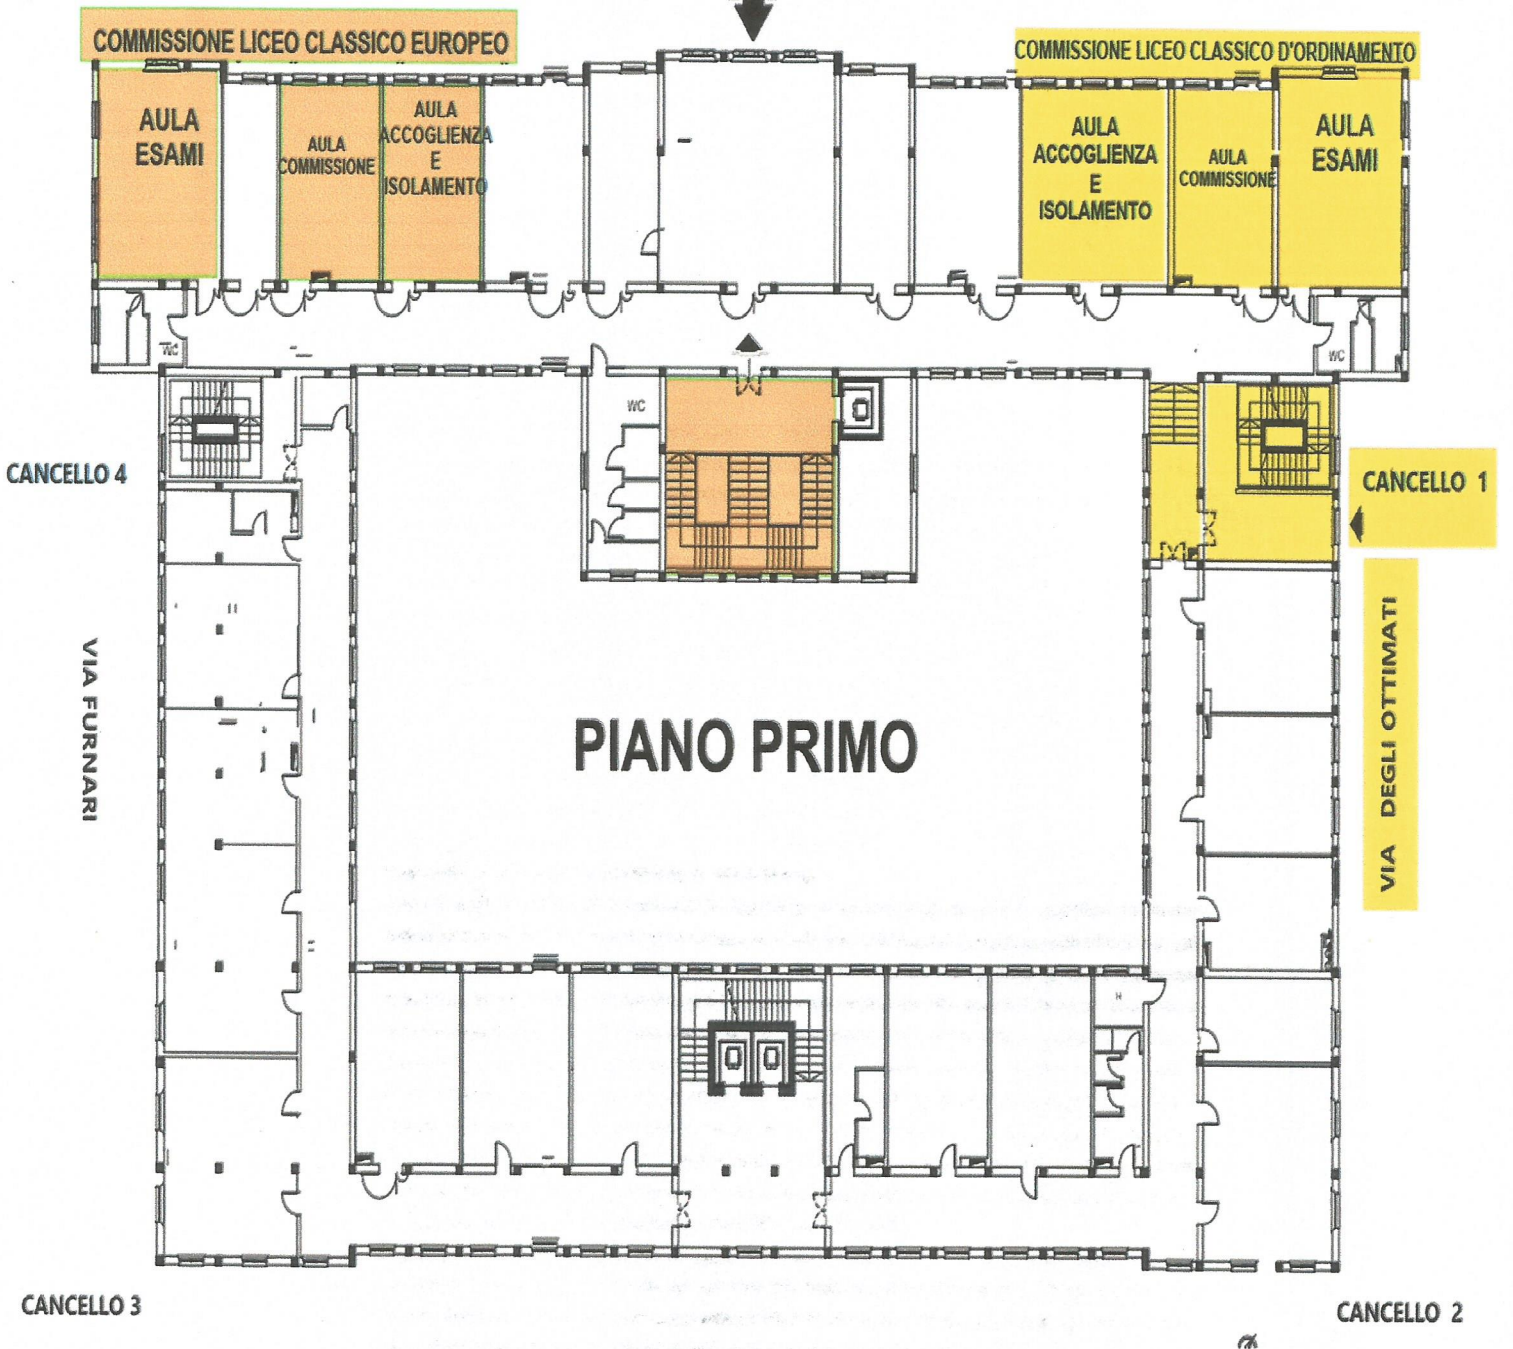 COMMISSIONE LICEO CLASSICO EUROPEO
COMMISSIONE LICEO CLASSICO D'ORDINAMENTO
AULA
ESAMI
AULA
COMMISSIONE
AULA
ACCOGLIENZA
E
ISOLAMENTO
AULA
ACCOGLIENZA
E
ISOLAMENTO
AULA
COMMISSIONE
AULA
ESAMI
WC
WC
WC
CANCELLO 4
CANCELLO 1
VIA FURNARI
VIA DEGLI OTTIMATI
PIANO PRIMO
H
CANCELLO 3
CANCELLO 2